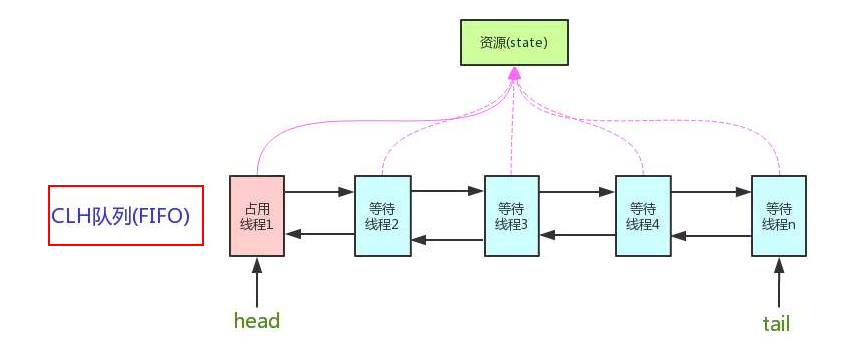 资源(state)
CLH队列(FIFO)
占用
线程1
等待
线程2
等待
线程3
等待
线程4
等待
线程n
head
tail